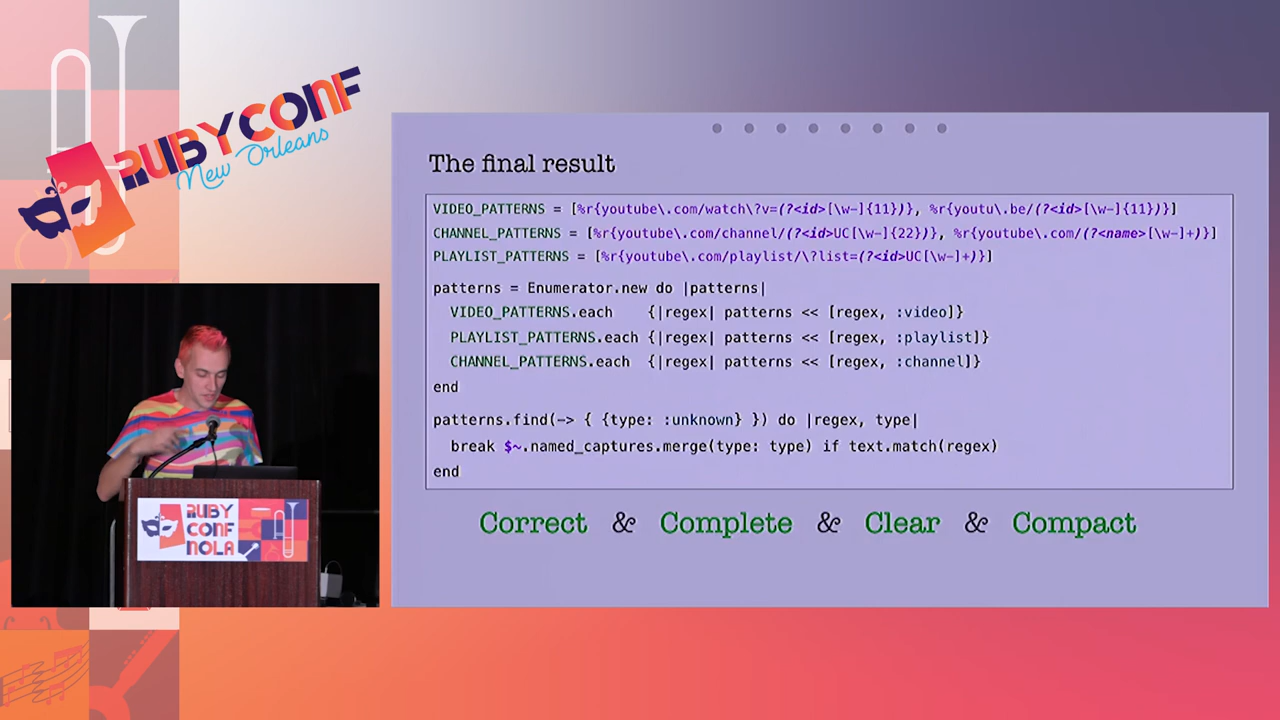 RUBYCONF
New Orleans
The final result
VIDEO_PATTERNS = [%r{youtube\.com/watch\?v=(?<id>[\w-]{11})}, %r{youtu\.be/(?<id>[\w-]{11})}]
CHANNEL_PATTERNS = [%r{youtube\.com/channel/(?<id>UC[\w-]{22})}, %r{youtube\.com/(?<name>[\w-]+)}]
PLAYLIST_PATTERNS = [%r{youtube\.com/playlist/\?list=(?<id>UC[\w-]+)}]
patterns = Enumerator.new do |patterns|
VIDEO_PATTERNS.each {|regex| patterns << [regex, :video]}
PLAYLIST_PATTERNS.each {|regex| patterns << [regex, :playlist]}
CHANNEL_PATTERNS.each {|regex| patterns << [regex, :channel]}
end
patterns.find(-> { {type: :unknown} }) do |regex, type|
break $~.named_captures.merge(type: type) if text.match(regex)
end
Correct & Complete & Clear & Compact
RUBY
CONF
NOLA